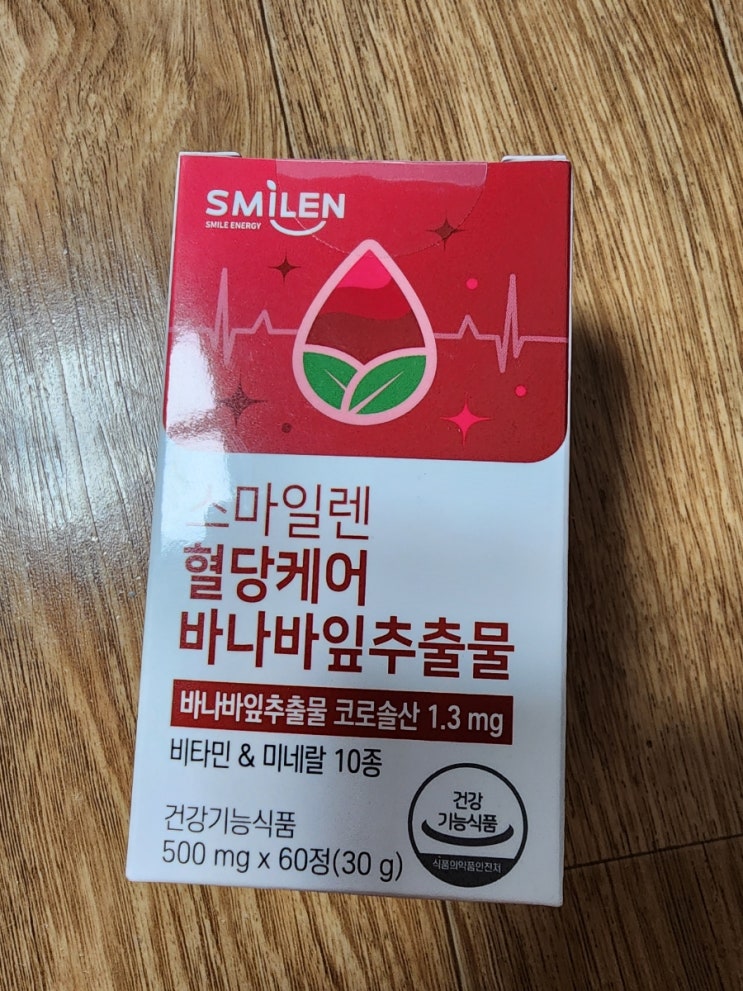 SMiLEN
SMILE ENERGY
스마일렌
혈당케어
바나바잎추출물
바나바잎추출물 코로솔산 1.3 mg
비타민 & 미네랄 10종
건강기능식품
500 mg x 60정(30 g)
건강
기능식품
식품의약품안전처